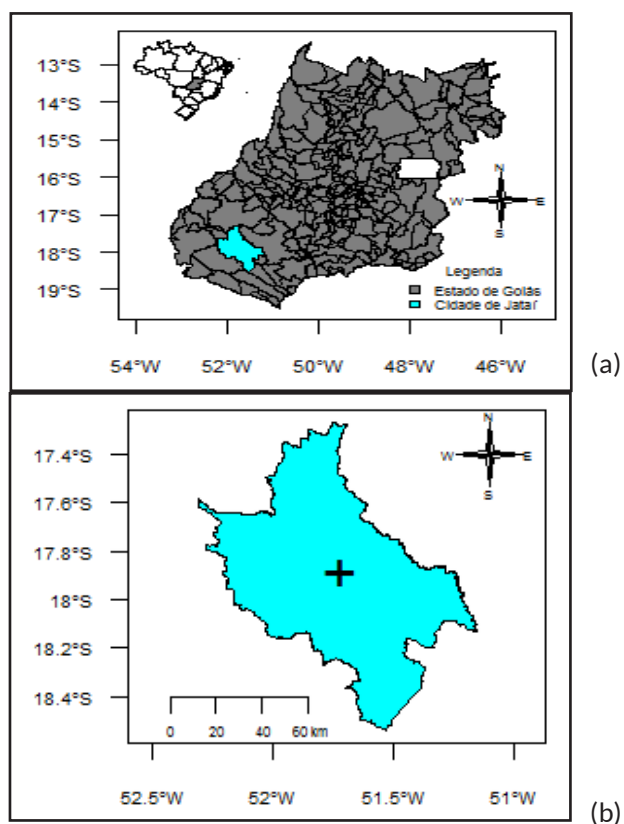 13°S
14°S
15°S
16°S
17°S
18°S
19°S
N
W E
S
Legenda
Estado de Goiás
Cidade de Jataí
54°W 52°W 50°W 48°W 46°W
(a)
17.4°S
17.6°S
17.8°S
18°S
18.2°S
18.4°S
N
W E
S
0 20 40 60 km
52.5°W 52°W 51.5°W 51°W
(b)